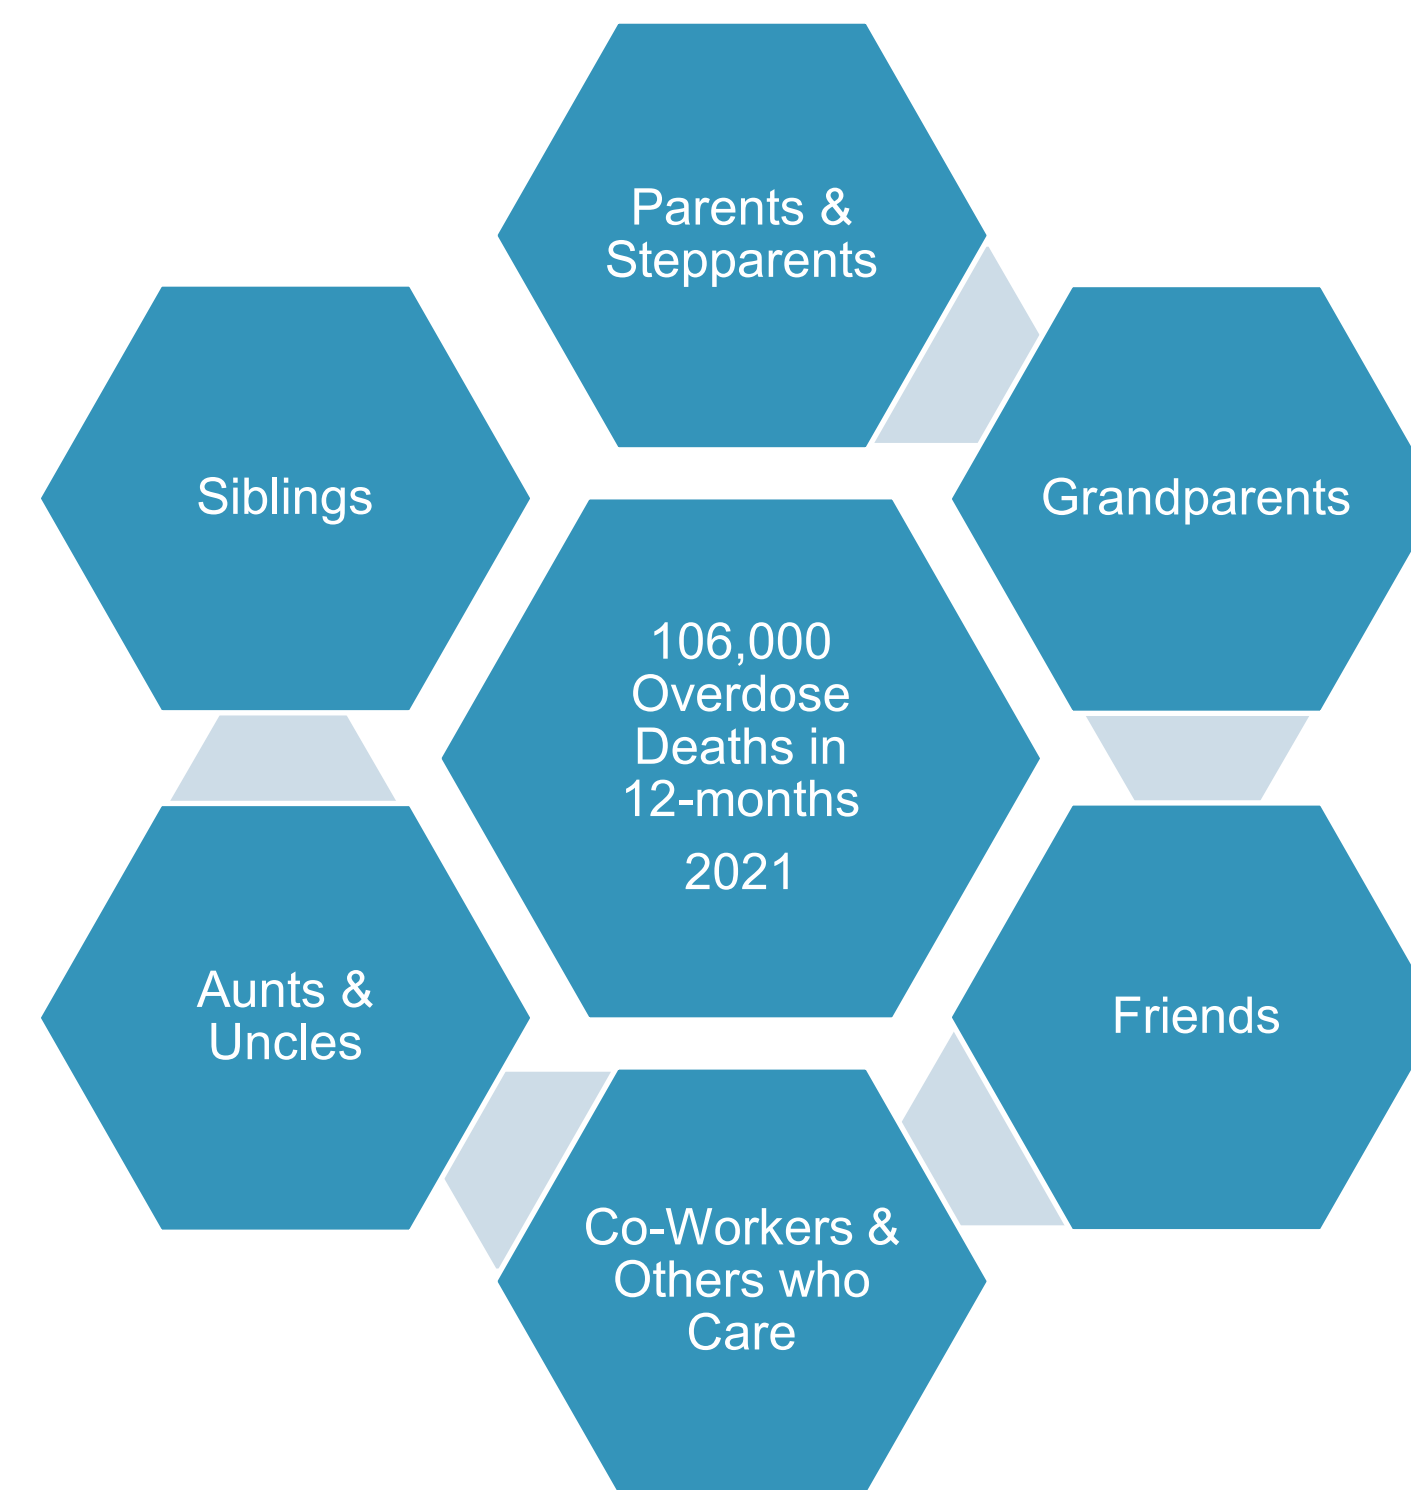 Parents &
Stepparents
Siblings
Grandparents
106,000
Overdose
Deaths in
12-months
2021
Aunts &
Uncles
Friends
Co-Workers &
Others who
Care